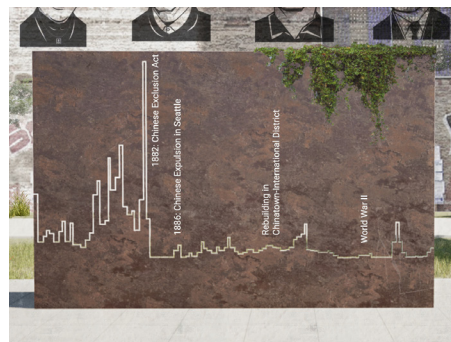 1882: Chinese Exclusion Act
1886: Chinese Expulsion in Seattle
Rebuilding in
Chinatown-International District
World War II